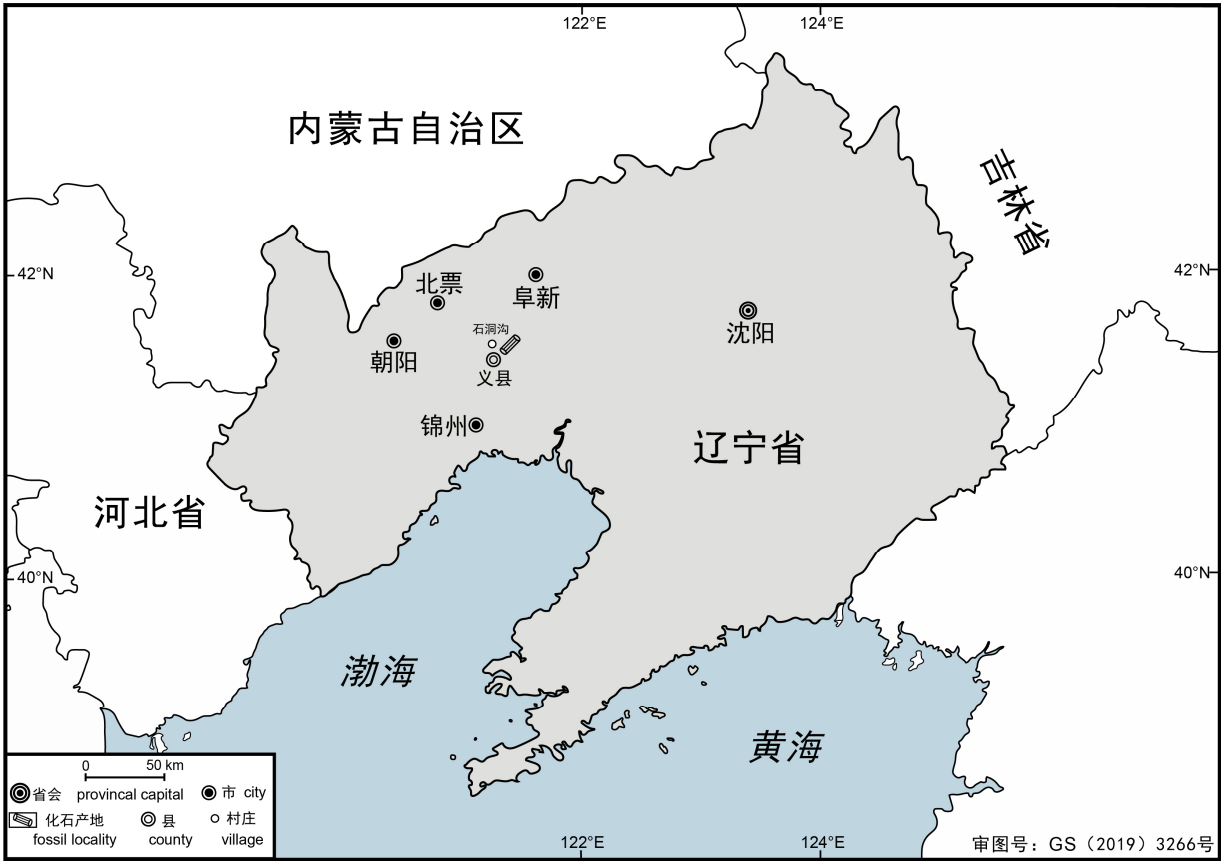 122°E 124°E
内蒙古自治区
吉林省
42°N 42°N
北票
阜新
石洞沟
沈阳
朝阳
义县
锦州
辽宁省
河北省
40°N 40°N
渤海
黄海
0 50 km
省会 provincal capital 市 city
化石产地 县 村庄
fossil locality county village
122°E 124°E
审图号：GS（2019）3266号